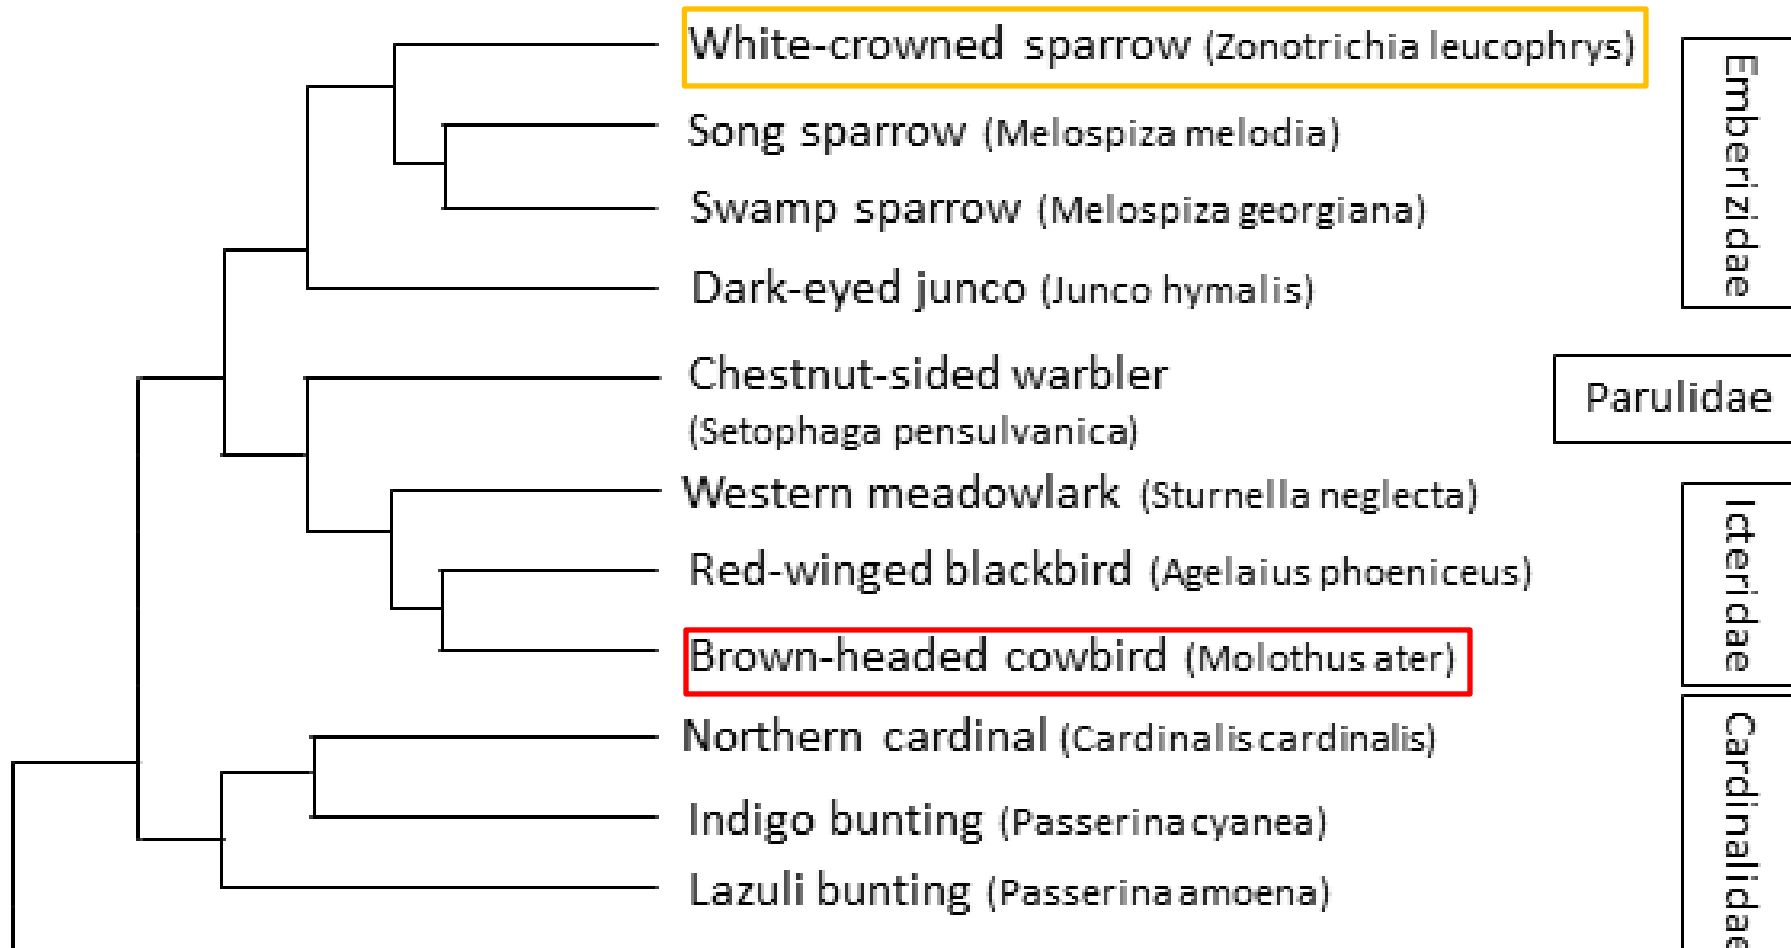 White-crowned sparrow (Zonotrichia leucophrys)
Song sparrow (Melospiza melodia)
Swamp sparrow (Melospiza georgiana)
Dark-eyed junco (Junco hymalis)
Emberizidae
Chestnut-sided warbler
(Setophaga pensulvanica)
Parulidae
Western meadowlark (Sturnella neglecta)
Red-winged blackbird (Agelaius phoeniceus)
Brown-headed cowbird (Molothus ater)
Icteridae
Northern cardinal (Cardinalis cardinalis)
Indigo bunting (Passerina cyanea)
Lazuli bunting (Passerina amoena)
Cardinalidae